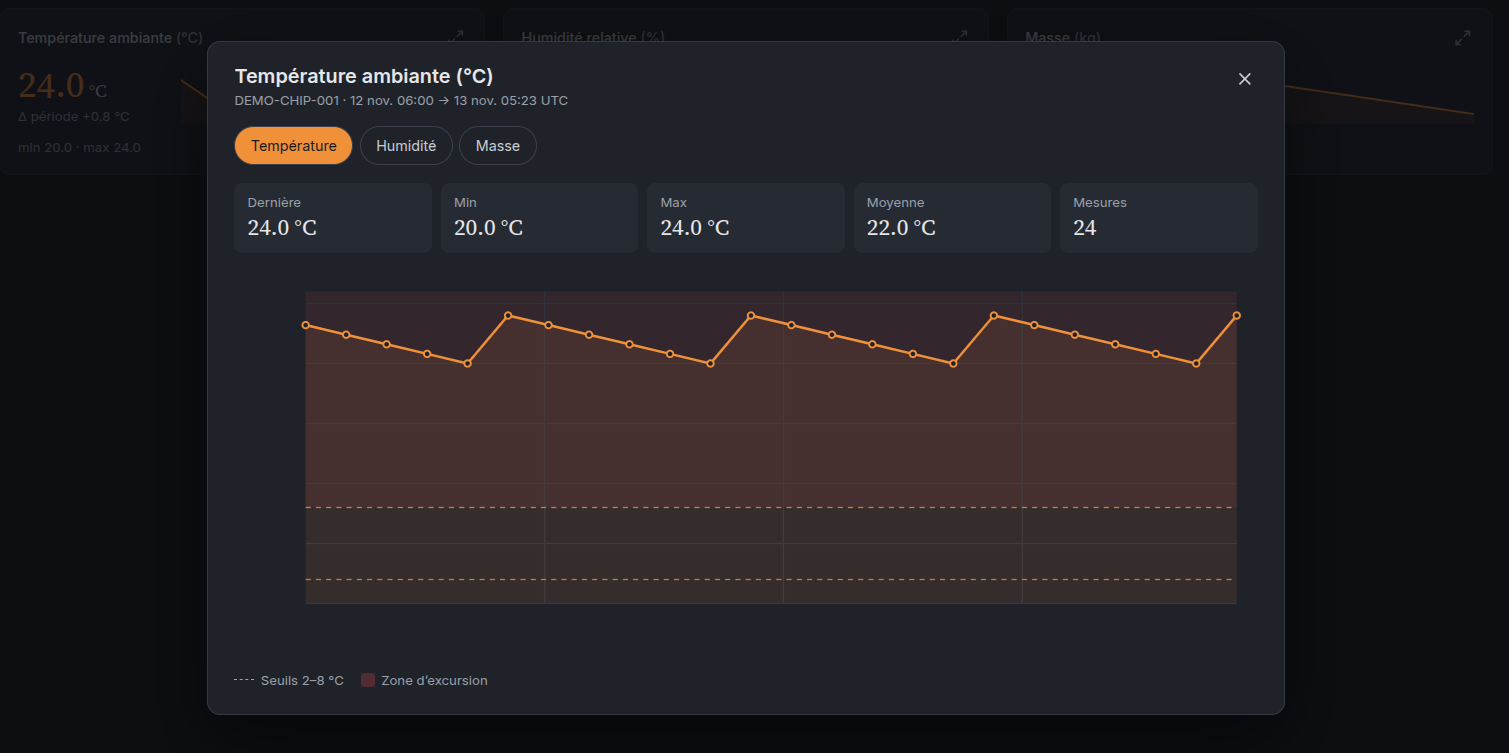 Température ambiante (°C)
Humidité relative (%)
Masse (kg)
24.0 °C
Δ période +0.8 °C
min 20.0 · max 24.0
Température ambiante (°C)
DEMO-CHIP-001 · 12 nov. 06:00 → 13 nov. 05:23 UTC
Température
Humidité
Masse
Dernière
24.0 °C
Min
20.0 °C
Max
24.0 °C
Moyenne
22.0 °C
Mesures
24
Seuils 2–8 °C
Zone d’excursion